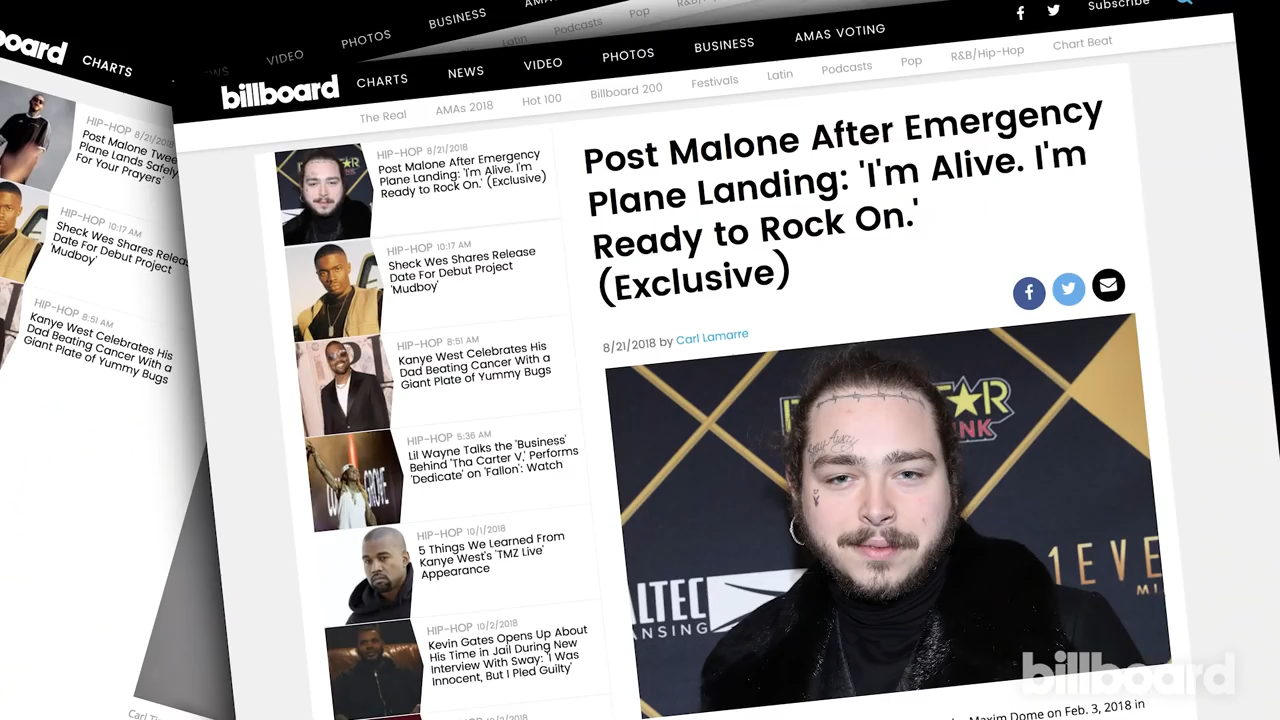 BUSINESS
PHOTOS
VIDEO
Pop
Podcasts
Latin
billboard
CHARTS
HIP-HOP 8/21/2018
Post Malone
Plane Lands Safely
For Your Prayers'
HIP-HOP 10:17 AM
Sheck Wes Shares
Date For Debut Project
'Mudboy'
HIP-HOP 8:51 AM
Kanye West Celebrates His
Dad Beating Cancer With a
Giant Plate of Yummy Bugs
billboard
CHARTS
NEWS
VIDEO
PHOTOS
BUSINESS
AMAS VOTING
Subscribe
The Real
AMAs 2018
Hot 100
Billboard 200
Festivals
Latin
Podcasts
Pop
R&B/Hip-Hop
Chart Beat
HIP-HOP 8/21/2018
Post Malone After Emergency
Plane Landing: 'I'm Alive. I'm
Ready to Rock On.' (Exclusive)
HIP-HOP 10:17 AM
Sheck Wes Shares Release
Date For Debut Project
'Mudboy'
HIP-HOP 8:51 AM
Kanye West Celebrates His
Dad Beating Cancer With a
Giant Plate of Yummy Bugs
HIP-HOP 5:36 AM
Lil Wayne Talks the 'Business'
Behind 'Tha Carter V,' Performs
'Dedicate' on 'Fallon': Watch
HIP-HOP 10/1/2018
5 Things We Learned From
Kanye West's 'TMZ Live'
Appearance
HIP-HOP 10/2/2018
Kevin Gates Opens Up About
His Time in Jail During New
Interview With Sway: 'I Was
Innocent, But I Pled Guilty'
Post Malone After Emergency
Plane Landing: 'I'm Alive. I'm
Ready to Rock On.'
(Exclusive)
8/21/2018 by Carl Lamarre
Maxim Dome on Feb. 3, 2018 in
billboard